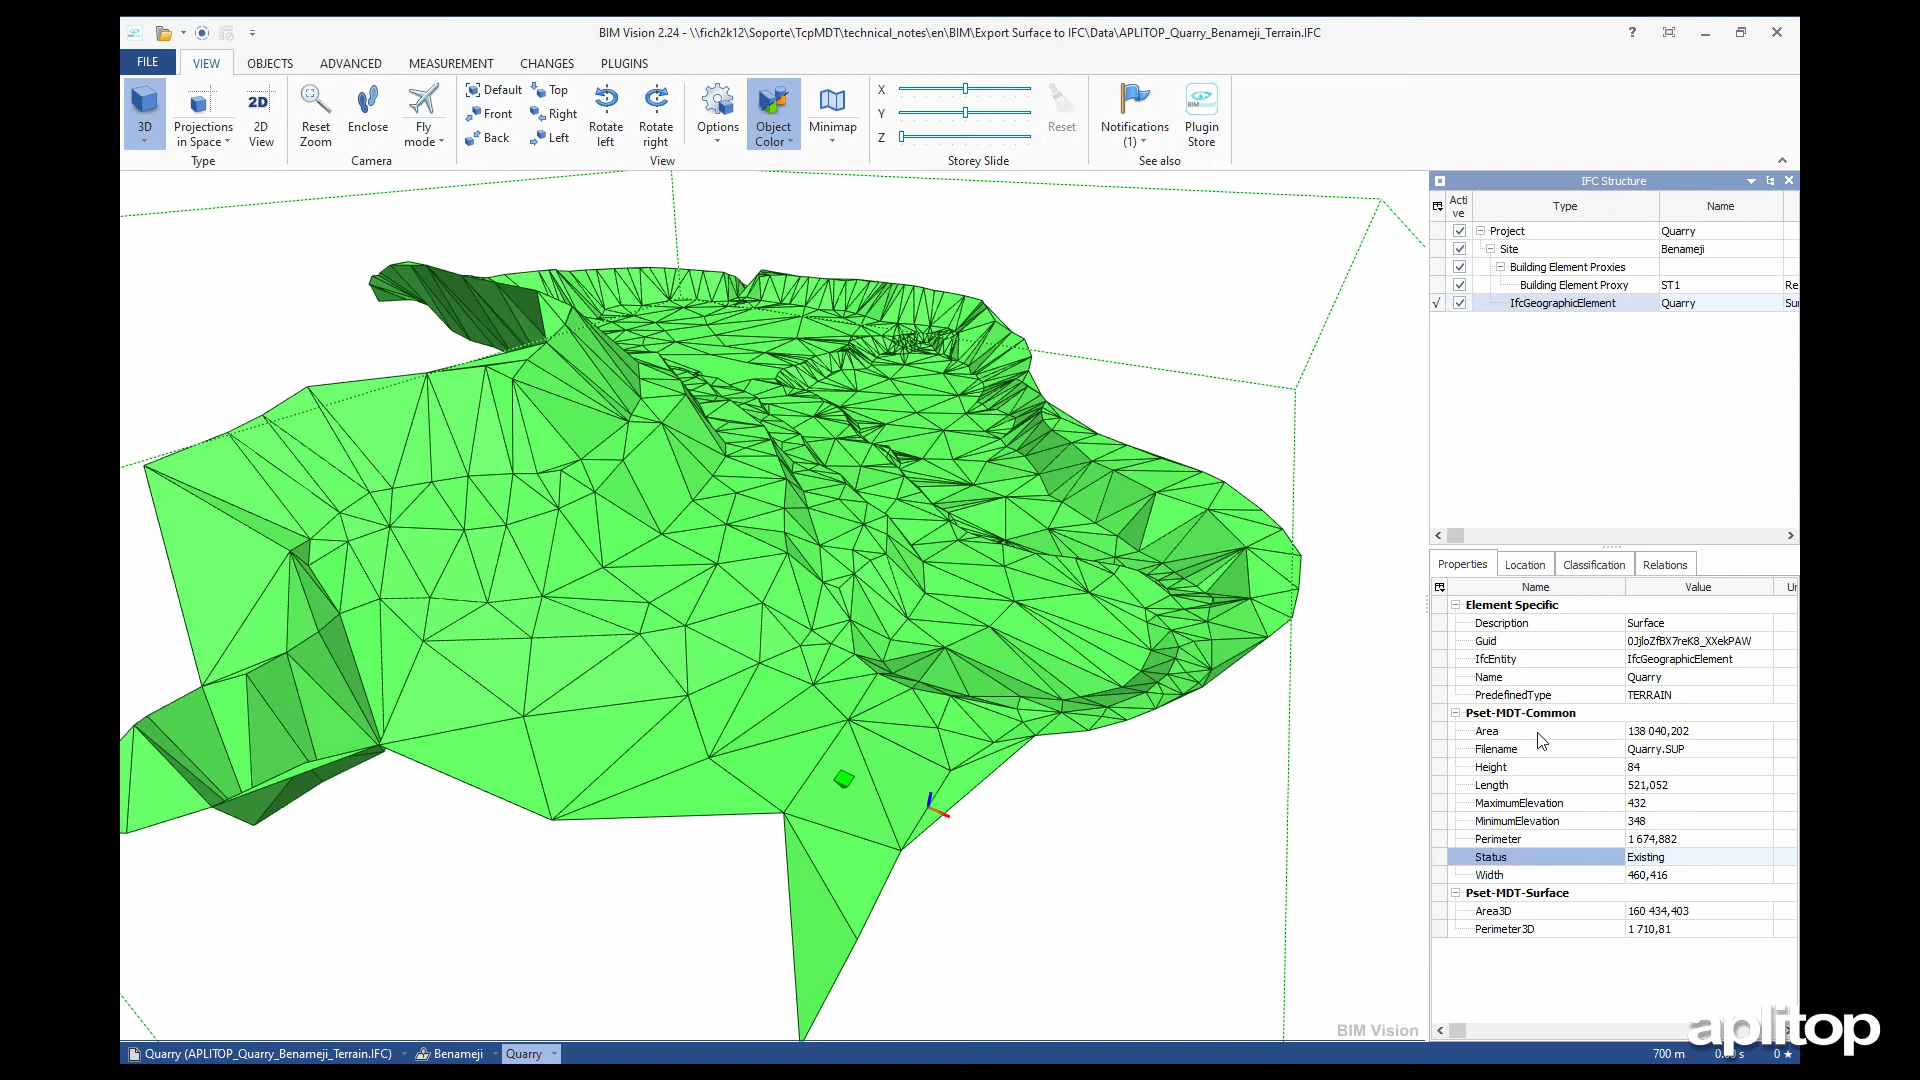 BIM Vision 2.24 - \\fich2k12\Soporte\TcpMDT\technical_notes\en\BIM\Export Surface to IFC\Data\APLITOP_Quarry_Benameji_Terrain.IFC
?
FILE VIEW OBJECTS ADVANCED MEASUREMENT CHANGES PLUGINS
3D
Projections in Space
2D
2D View
Type
Reset Zoom
Enclose
Fly mode
Camera
Default Top
Front Right
Back Left
Rotate left
Rotate right
View
Options
Object Color
Minimap
X
Y
Z
Reset
Storey Slide
Notifications (1)
BIMvision
Plugin Store
See also
IFC Structure
Active Type Name
Project Quarry
Site Benameji
Building Element Proxies
Building Element Proxy ST1 Re
IfcGeographicElement Quarry Sur
Properties Location Classification Relations
Name Value Ur
Element Specific
Description Surface
Guid 0JjloZfBX7reK8_XXekPAW
IfcEntity IfcGeographicElement
Name Quarry
PredefinedType TERRAIN
Pset-MDT-Common
Area 138 040,202
Filename Quarry.SUP
Height 84
Length 521,052
MaximumElevation 432
MinimumElevation 348
Perimeter 1 674,882
Status Existing
Width 460,416
Pset-MDT-Surface
Area3D 160 434,403
Perimeter3D 1 710,81
BIM Vision
aplitop
Quarry (APLITOP_Quarry_Benameji_Terrain.IFC) Benameji Quarry
700 m 0.00 s 0